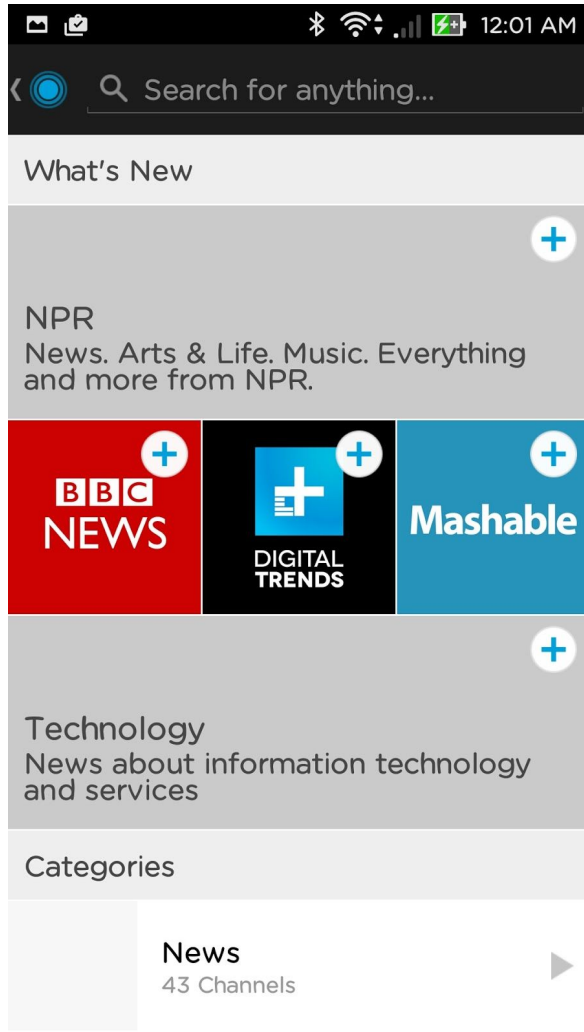 12:01 AM
Search for anything...
What's New
NPR
News. Arts & Life. Music. Everything
and more from NPR.
BBC
NEWS
DIGITAL
TRENDS
Mashable
Technology
News about information technology
and services
Categories
News
43 Channels